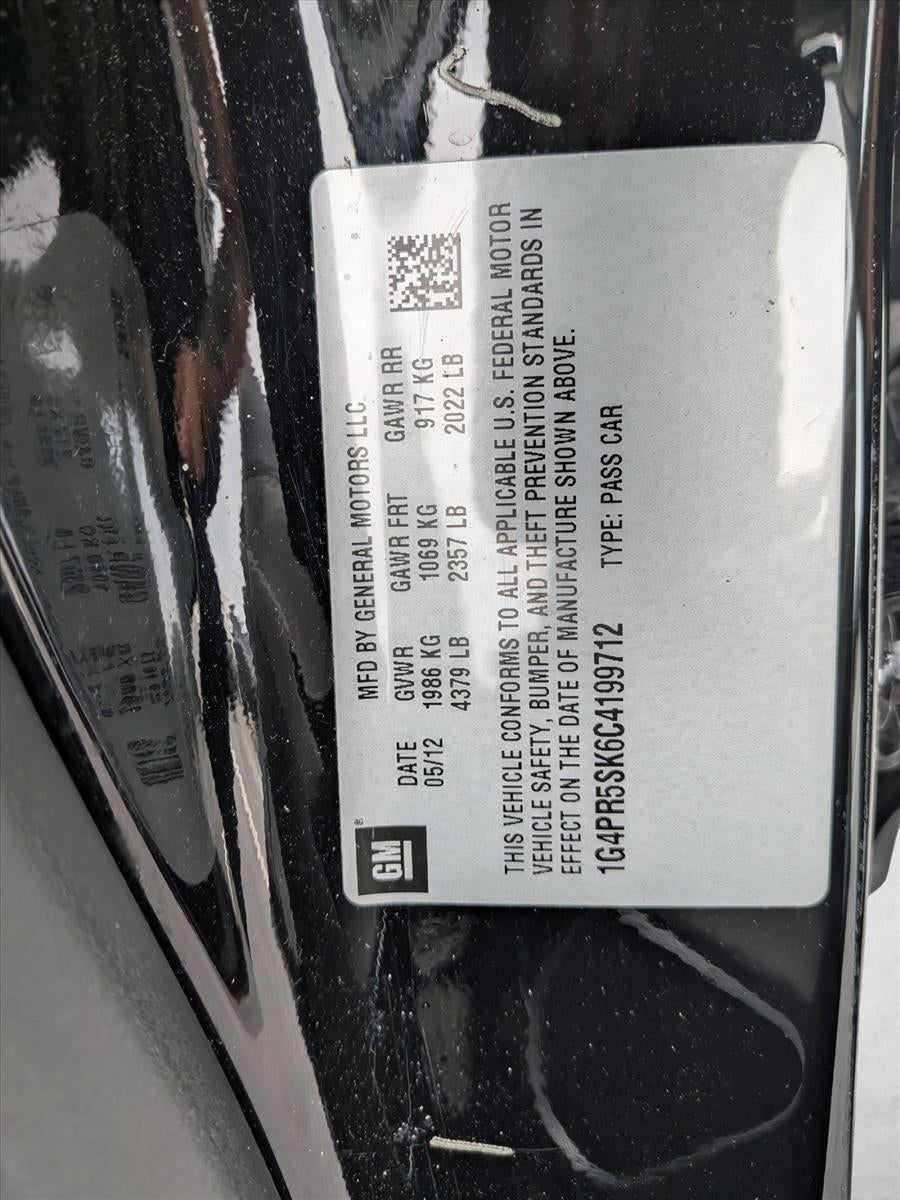 GM
MFD BY GENERAL MOTORS LLC
DATE GVWR GAWR FRT GAWR RR
05/12 1986 KG 1069 KG 917 KG
4379 LB 2357 LB 2022 LB
THIS VEHICLE CONFORMS TO ALL APPLICABLE U.S. FEDERAL MOTOR
VEHICLE SAFETY, BUMPER, AND THEFT PREVENTION STANDARDS IN
EFFECT ON THE DATE OF MANUFACTURE SHOWN ABOVE.
1G4PR5SK6C4199712 TYPE: PASS CAR